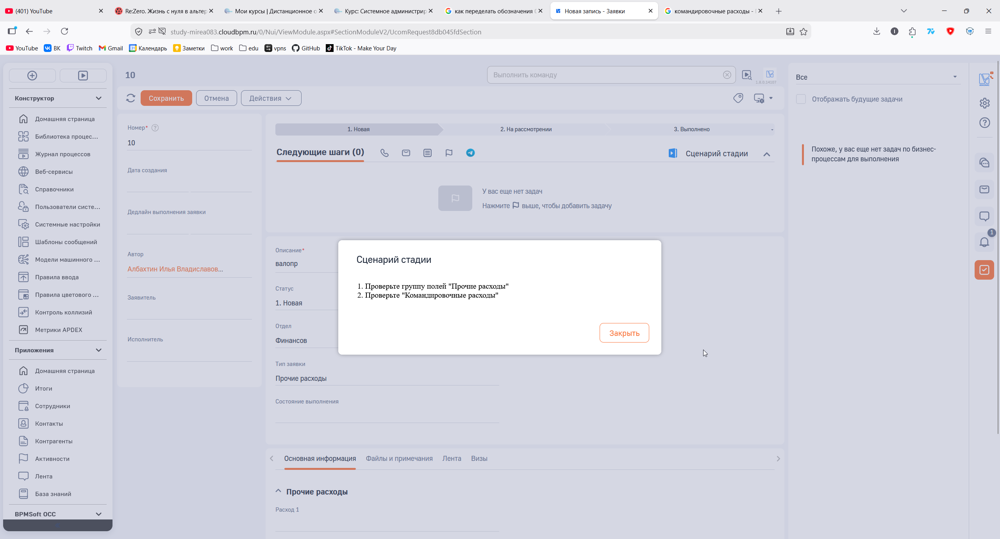 (401) YouTube
Re:Zero. Жизнь с нуля в альтер
Мои курсы | Дистанционное о
Курс: Системное администрир
как переделать обозначения
Новая запись - Заявки
командировочные расходы -
study-mirea083.cloudbpm.ru/0/Nui/ViewModule.aspx#SectionModuleV2/UcomRequest8db045fdSection
YouTube
ВК
Twitch
Gmail
Календарь
Заметки
work
edu
vpns
GitHub
TikTok - Make Your Day
Конструктор
Домашняя страница
Библиотека процес...
Журнал процессов
Веб-сервисы
Справочники
Пользователи систе...
Системные настройки
Шаблоны сообщений
Модели машинного ...
Правила ввода
Правила цветового ...
Контроль коллизий
Метрики APDEX
Приложения
Домашняя страница
Итоги
Сотрудники
Контакты
Контрагенты
Активности
Лента
База знаний
BPMSoft ОСС
10
Выполнить команду
1.8.0.14107
Сохранить
Отмена
Действия
Номер*
10
Дата создания
Дедлайн выполнения заявки
Автор
Албахтин Илья Владиславов...
Заявитель
Исполнитель
1. Новая
2. На рассмотрении
3. Выполнено
Следующие шаги (0)
Сценарий стадии
У вас еще нет задач
Нажмите выше, чтобы добавить задачу
Описание*
валопр
Статус
1. Новая
Отдел
Финансов
Тип заявки
Прочие расходы
Состояние выполнения
Сценарий стадии
1. Проверьте группу полей "Прочие расходы"
2. Проверьте "Командировочные расходы"
Закрыть
Основная информация
Файлы и примечания
Лента
Визы
Прочие расходы
Расход 1
Все
Отображать будущие задачи
Похоже, у вас еще нет задач по бизнес-
процессам для выполнения
ЮКОМС
1